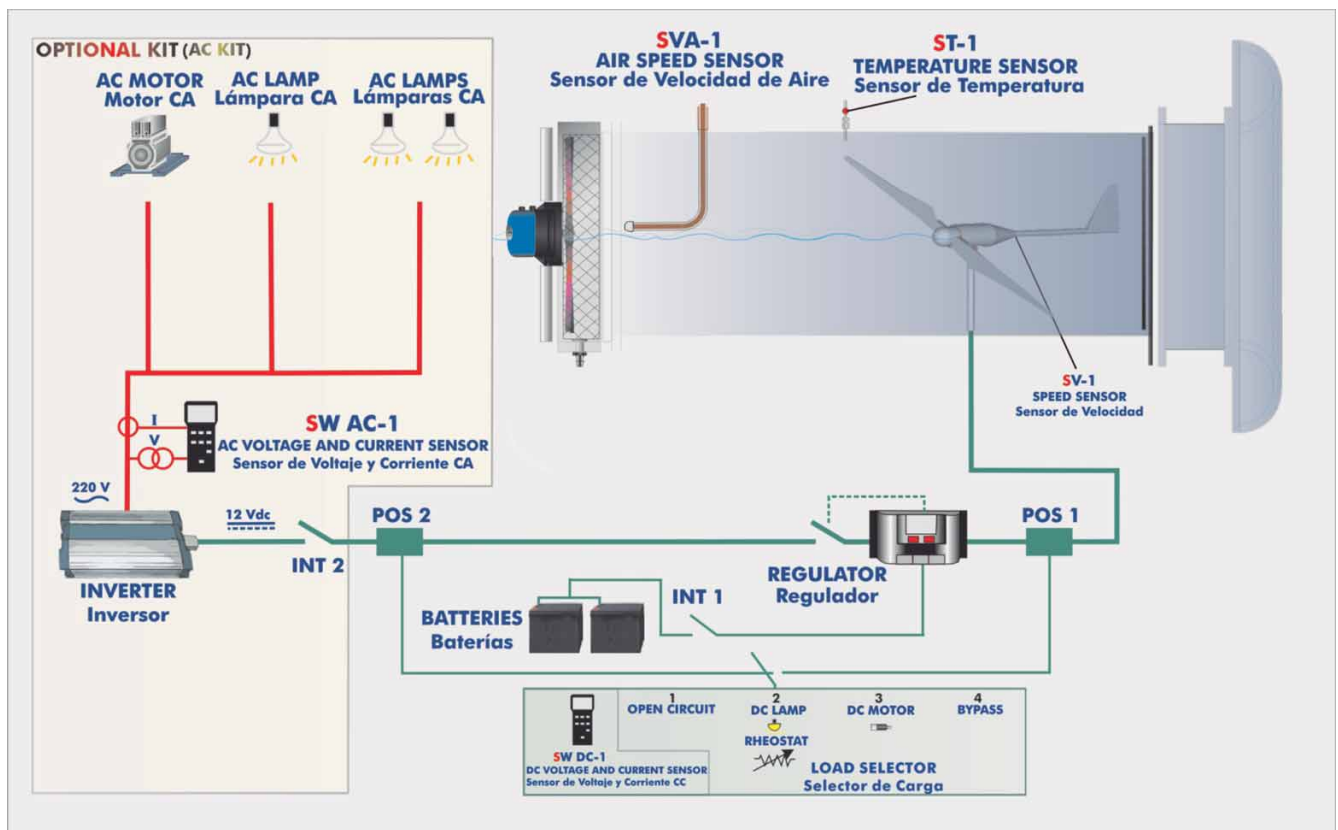 OPTIONAL KIT (AC KIT)
AC MOTOR
Motor CA
AC LAMP
Lámpara CA
AC LAMPS
Lámparas CA
SVA-1
AIR SPEED SENSOR
Sensor de Velocidad de Aire
ST-1
TEMPERATURE SENSOR
Sensor de Temperatura
SV-1
SPEED SENSOR
Sensor de Velocidad
I
V
SW AC-1
AC VOLTAGE AND CURRENT SENSOR
Sensor de Voltaje y Corriente CA
220 V
12 Vdc
INT 2
POS 2
POS 1
INVERTER
Inversor
REGULATOR
Regulador
BATTERIES
Baterías
INT 1
1
OPEN CIRCUIT
2
DC LAMP
RHEOSTAT
3
DC MOTOR
4
BYPASS
SW DC-1
DC VOLTAGE AND CURRENT SENSOR
Sensor de Voltaje y Corriente CC
LOAD SELECTOR
Selector de Carga